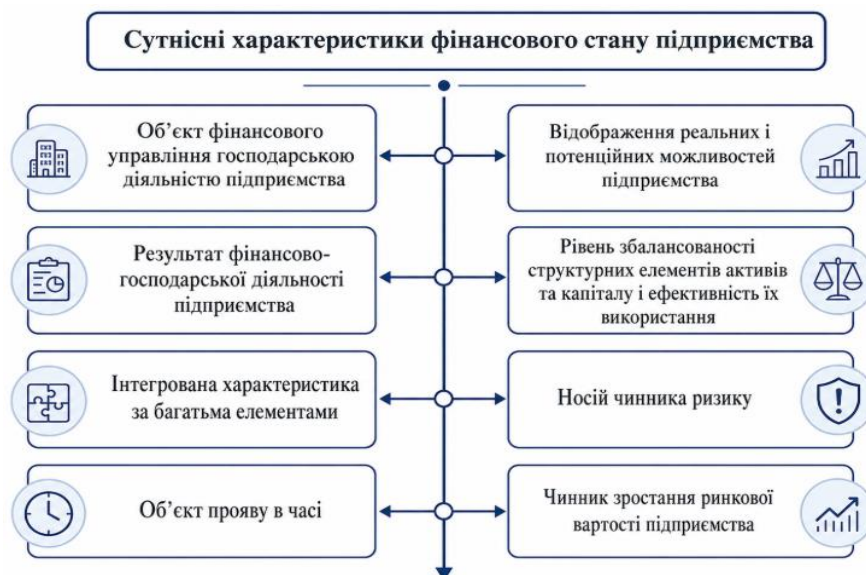 Сутнісні характеристики фінансового стану підприємства
Об’єкт фінансового
управління господарською
діяльністю підприємства
Відображення реальних і
потенційних можливостей
підприємства
Результат фінансово-
господарської діяльності
підприємства
Рівень збалансованості
структурних елементів активів
та капіталу і ефективність їх
використання
Інтегрована характеристика
за багатьма елементами
Носій чинника ризику
Об’єкт прояву в часі
Чинник зростання ринкової
вартості підприємства